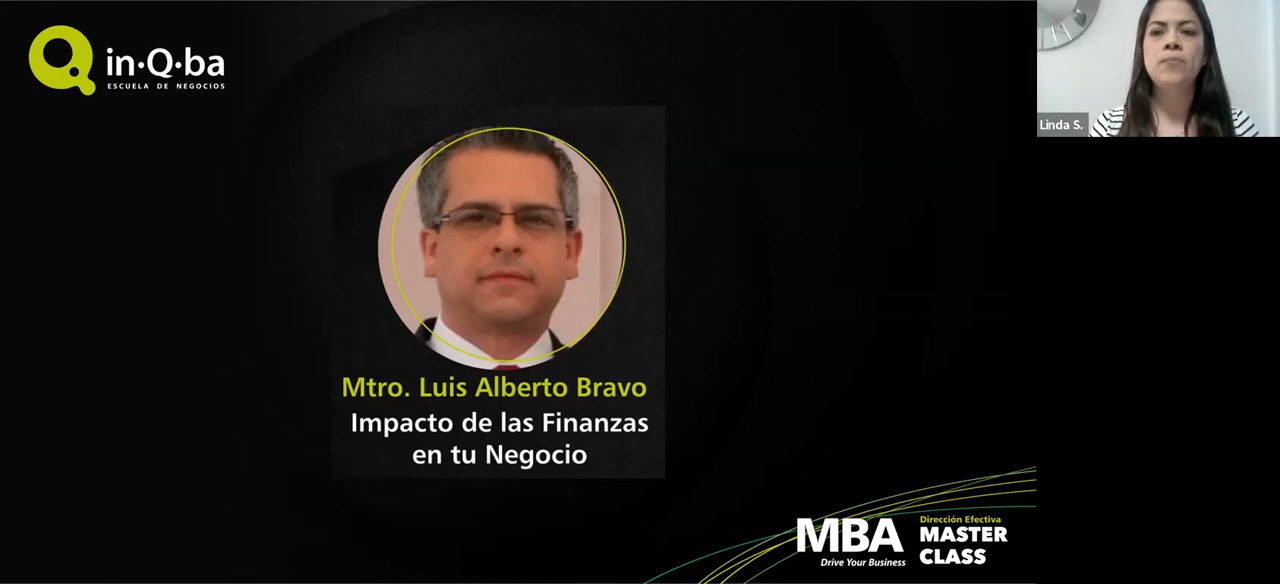 in·Q·ba
ESCUELA DE NEGOCIOS
Linda S.
Mtro. Luis Alberto Bravo
Impacto de las Finanzas
en tu Negocio
MBA
Drive Your Business
Dirección Efectiva
MASTER
CLASS